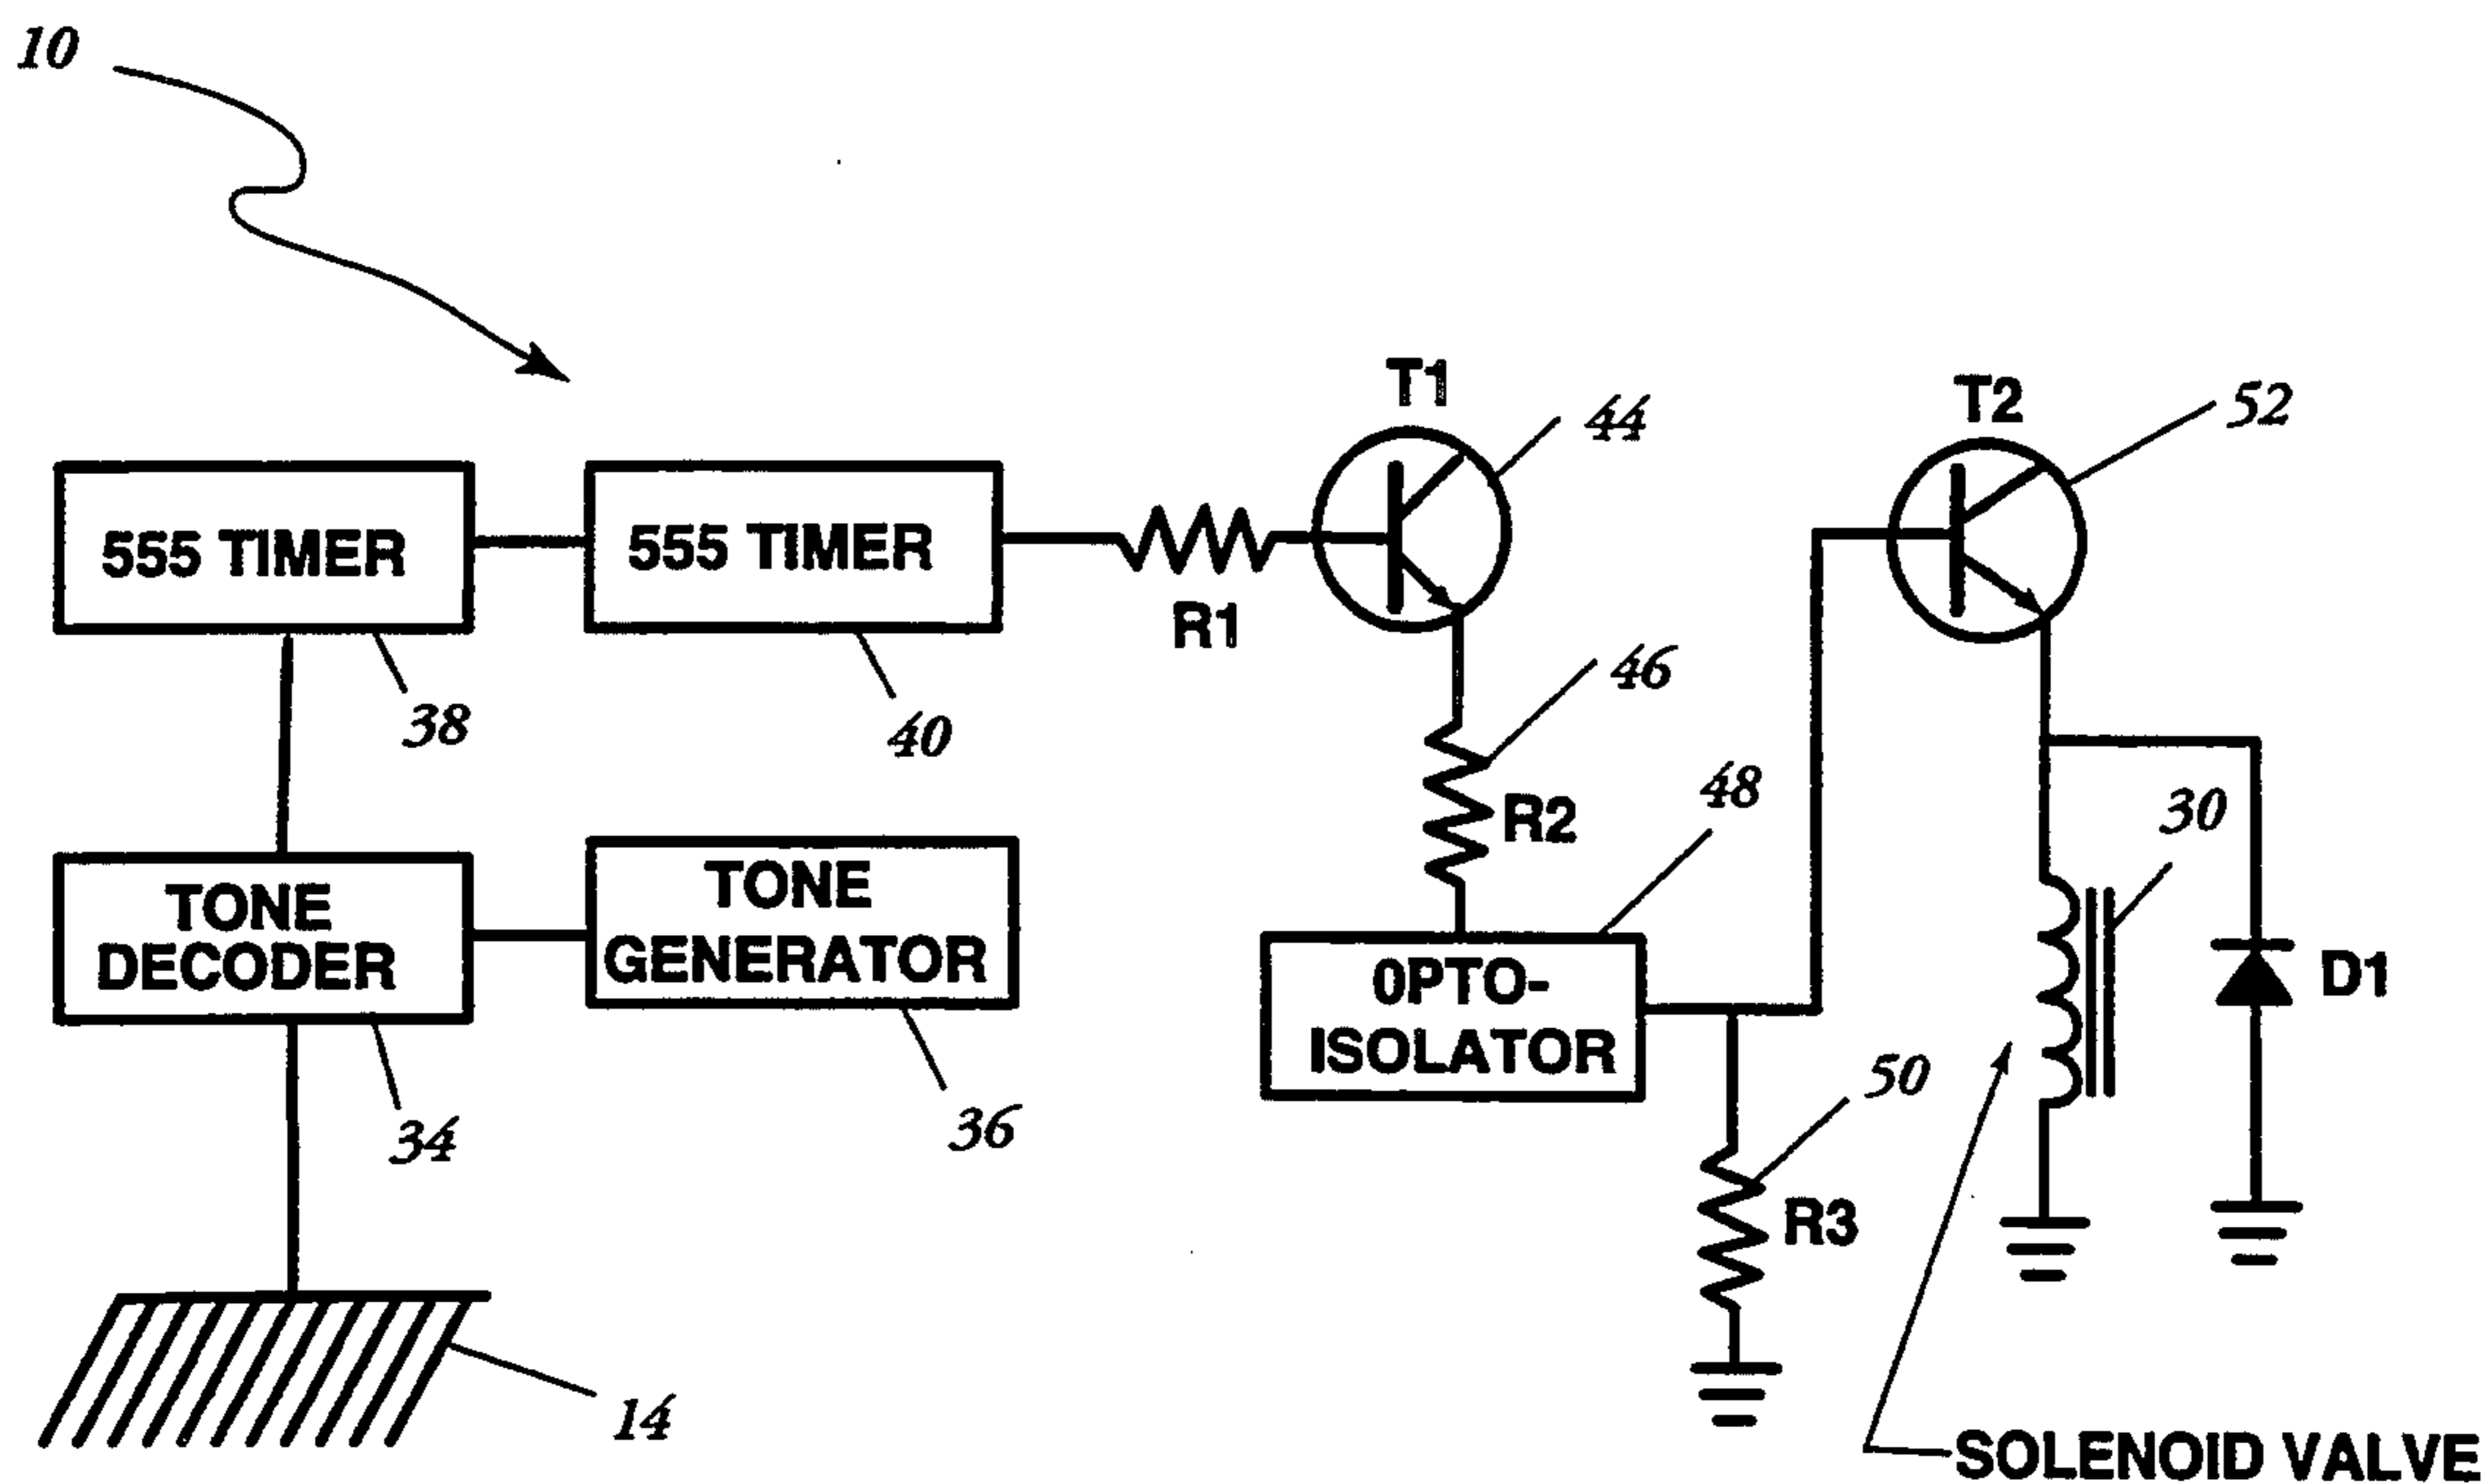 10
T1
44
T2
52
555 TIMER
555 TIMER
R1
38
40
46
R2
48
30
TONE
DECODER
TONE
GENERATOR
0PTO-
ISOLATOR
D1
34
36
50
R3
14
SOLENOID VALVE